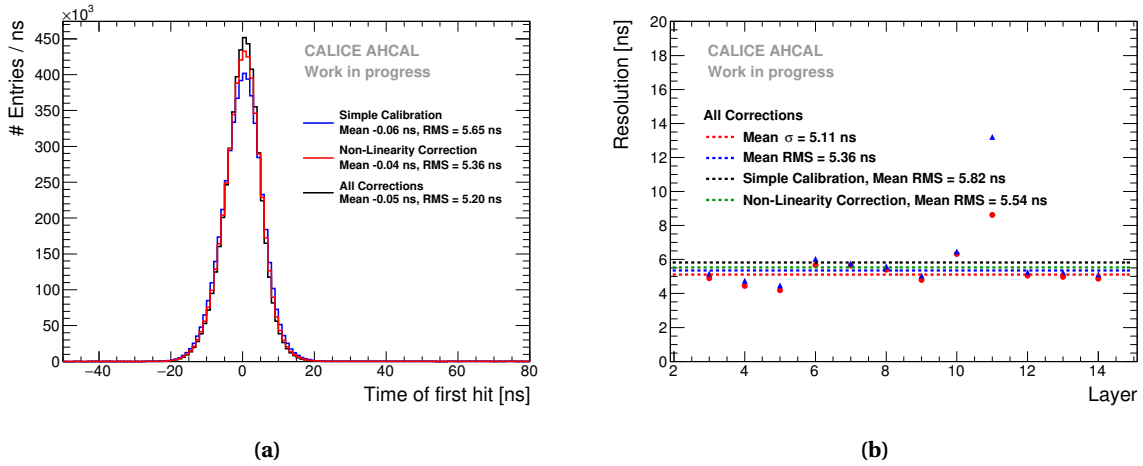 ×10³
450
400
350
300
250
200
150
100
50
0
# Entries / ns
CALICE AHCAL
Work in progress
Simple Calibration
Mean -0.06 ns, RMS = 5.65 ns
Non-Linearity Correction
Mean -0.04 ns, RMS = 5.36 ns
All Corrections
Mean -0.05 ns, RMS = 5.20 ns
−40 −20 0 20 40 60 80
Time of first hit [ns]
(a)
20
18
16
14
12
10
8
6
4
2
0
Resolution [ns]
CALICE AHCAL
Work in progress
All Corrections
Mean σ = 5.11 ns
Mean RMS = 5.36 ns
Simple Calibration, Mean RMS = 5.82 ns
Non-Linearity Correction, Mean RMS = 5.54 ns
2 4 6 8 10 12 14
Layer
(b)